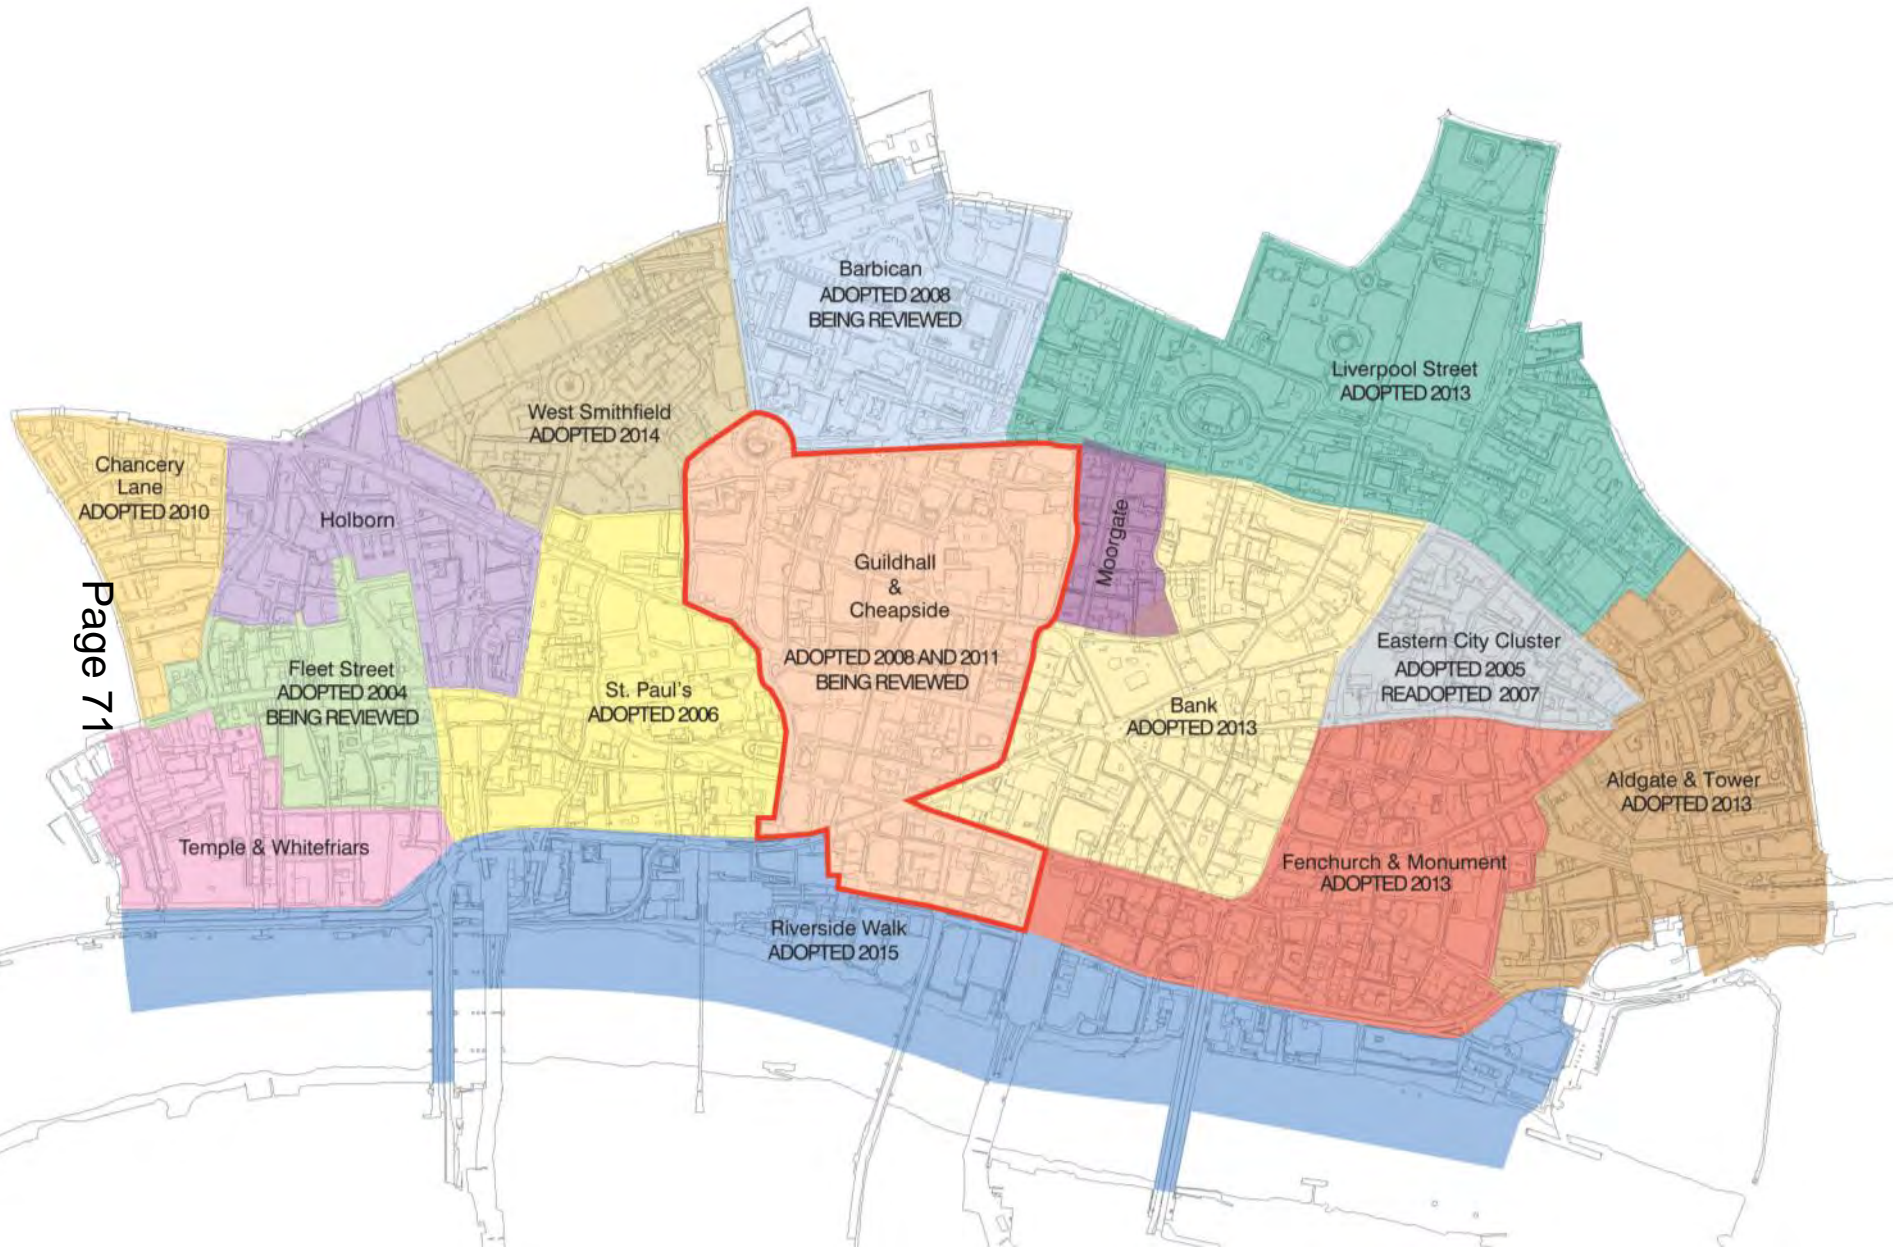 Barbican
ADOPTED 2008
BEING REVIEWED
Liverpool Street
ADOPTED 2013
West Smithfield
ADOPTED 2014
Chancery
Lane
ADOPTED 2010
Holborn
Moorgate
Guildhall
&
Cheapside
ADOPTED 2008 AND 2011
BEING REVIEWED
Eastern City Cluster
ADOPTED 2005
READOPTED 2007
Page 71
Fleet Street
ADOPTED 2004
BEING REVIEWED
St. Paul's
ADOPTED 2006
Bank
ADOPTED 2013
Aldgate & Tower
ADOPTED 2013
Temple & Whitefriars
Fenchurch & Monument
ADOPTED 2013
Riverside Walk
ADOPTED 2015